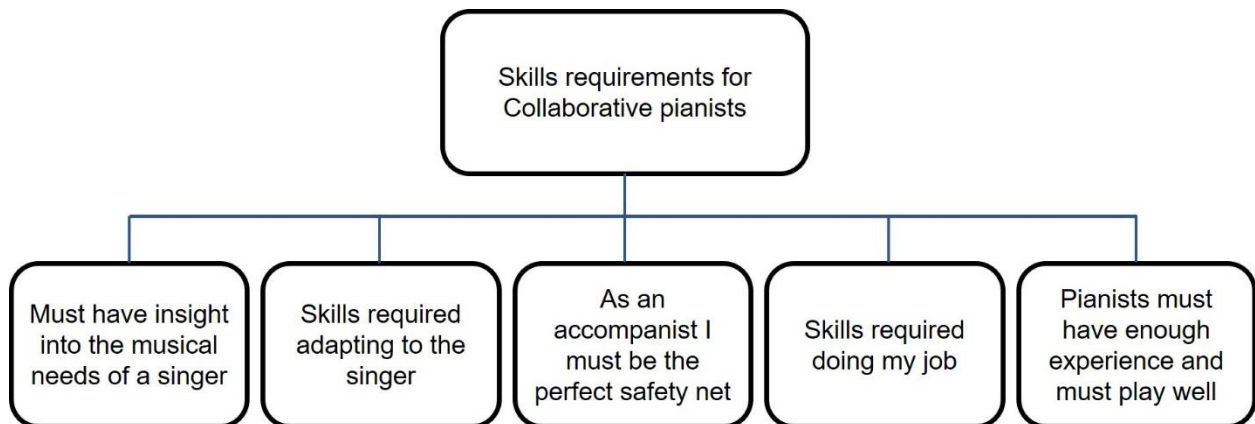 Skills requirements for
Collaborative pianists
Must have insight
into the musical
needs of a singer
Skills required
adapting to the
singer
As an
accompanist I
must be the
perfect safety net
Skills required
doing my job
Pianists must
have enough
experience and
must play well